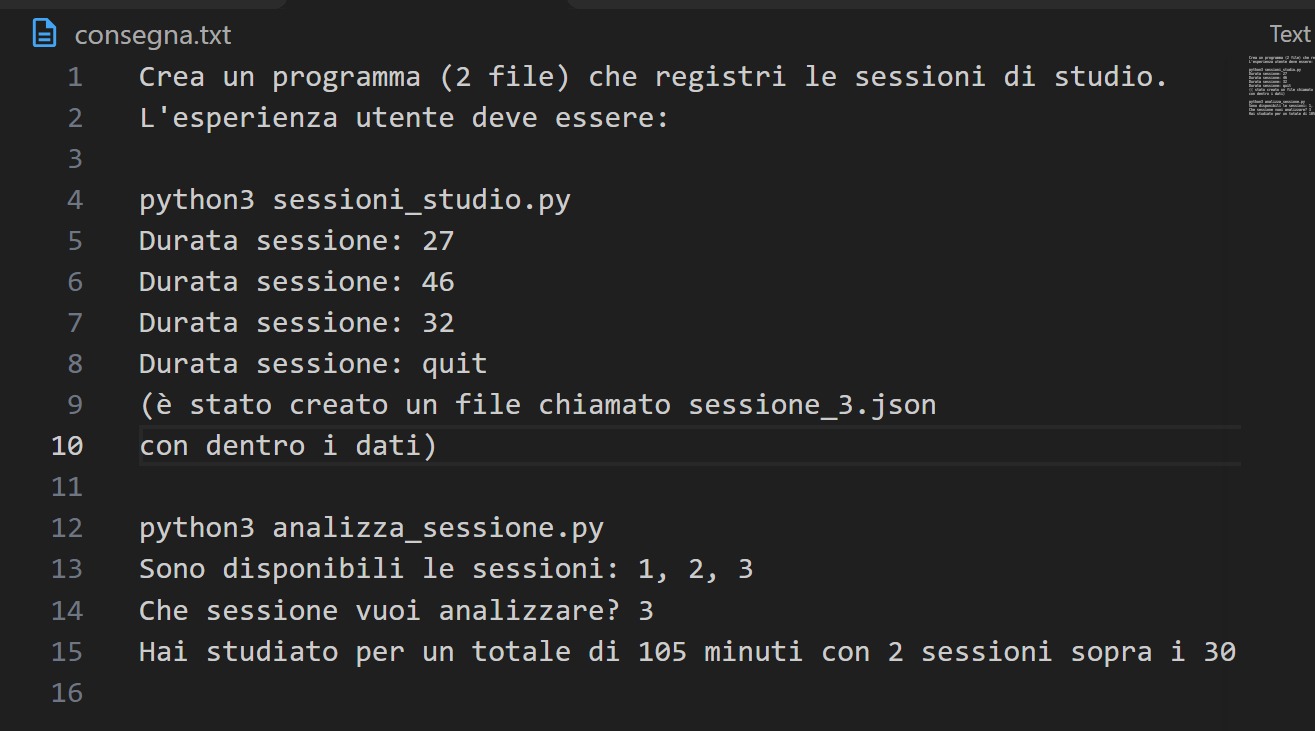 consegna.txt
Text
1 Crea un programma (2 file) che registri le sessioni di studio.
2 L'esperienza utente deve essere:
3
4 python3 sessioni_studio.py
5 Durata sessione: 27
6 Durata sessione: 46
7 Durata sessione: 32
8 Durata sessione: quit
9 (è stato creato un file chiamato sessione_3.json
10 con dentro i dati)
11
12 python3 analizza_sessione.py
13 Sono disponibili le sessioni: 1, 2, 3
14 Che sessione vuoi analizzare? 3
15 Hai studiato per un totale di 105 minuti con 2 sessioni sopra i 30
16